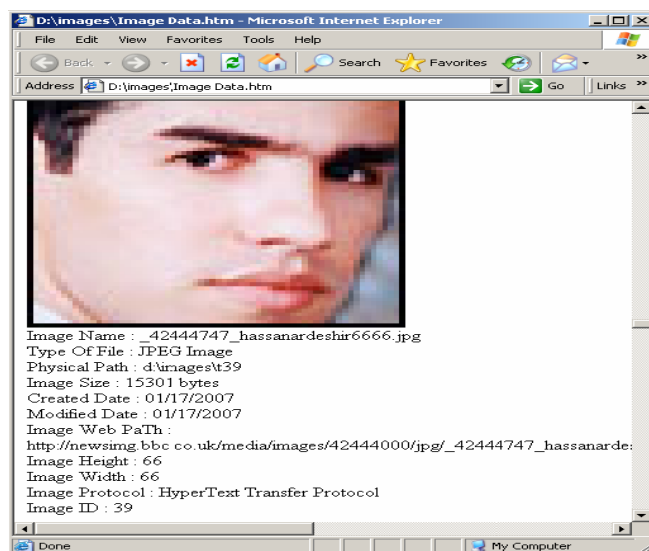 D:\images\Image Data.htm - Microsoft Internet Explorer
File Edit View Favorites Tools Help
Back Search Favorites »
Address D:\images\Image Data.htm Go Links »
Image Name : _42444747_hassanardeshir6666.jpg
Type Of File : JPEG Image
Physical Path : d:\images\t39
Image Size : 15301 bytes
Created Date : 01/17/2007
Modified Date : 01/17/2007
Image Web PaTh :
http://newsimg.bbc.co.uk/media/images/42444000/jpg/_42444747_hassanarde
Image Height : 66
Image Width : 66
Image Protocol : HyperText Transfer Protocol
Image ID : 39
Done My Computer